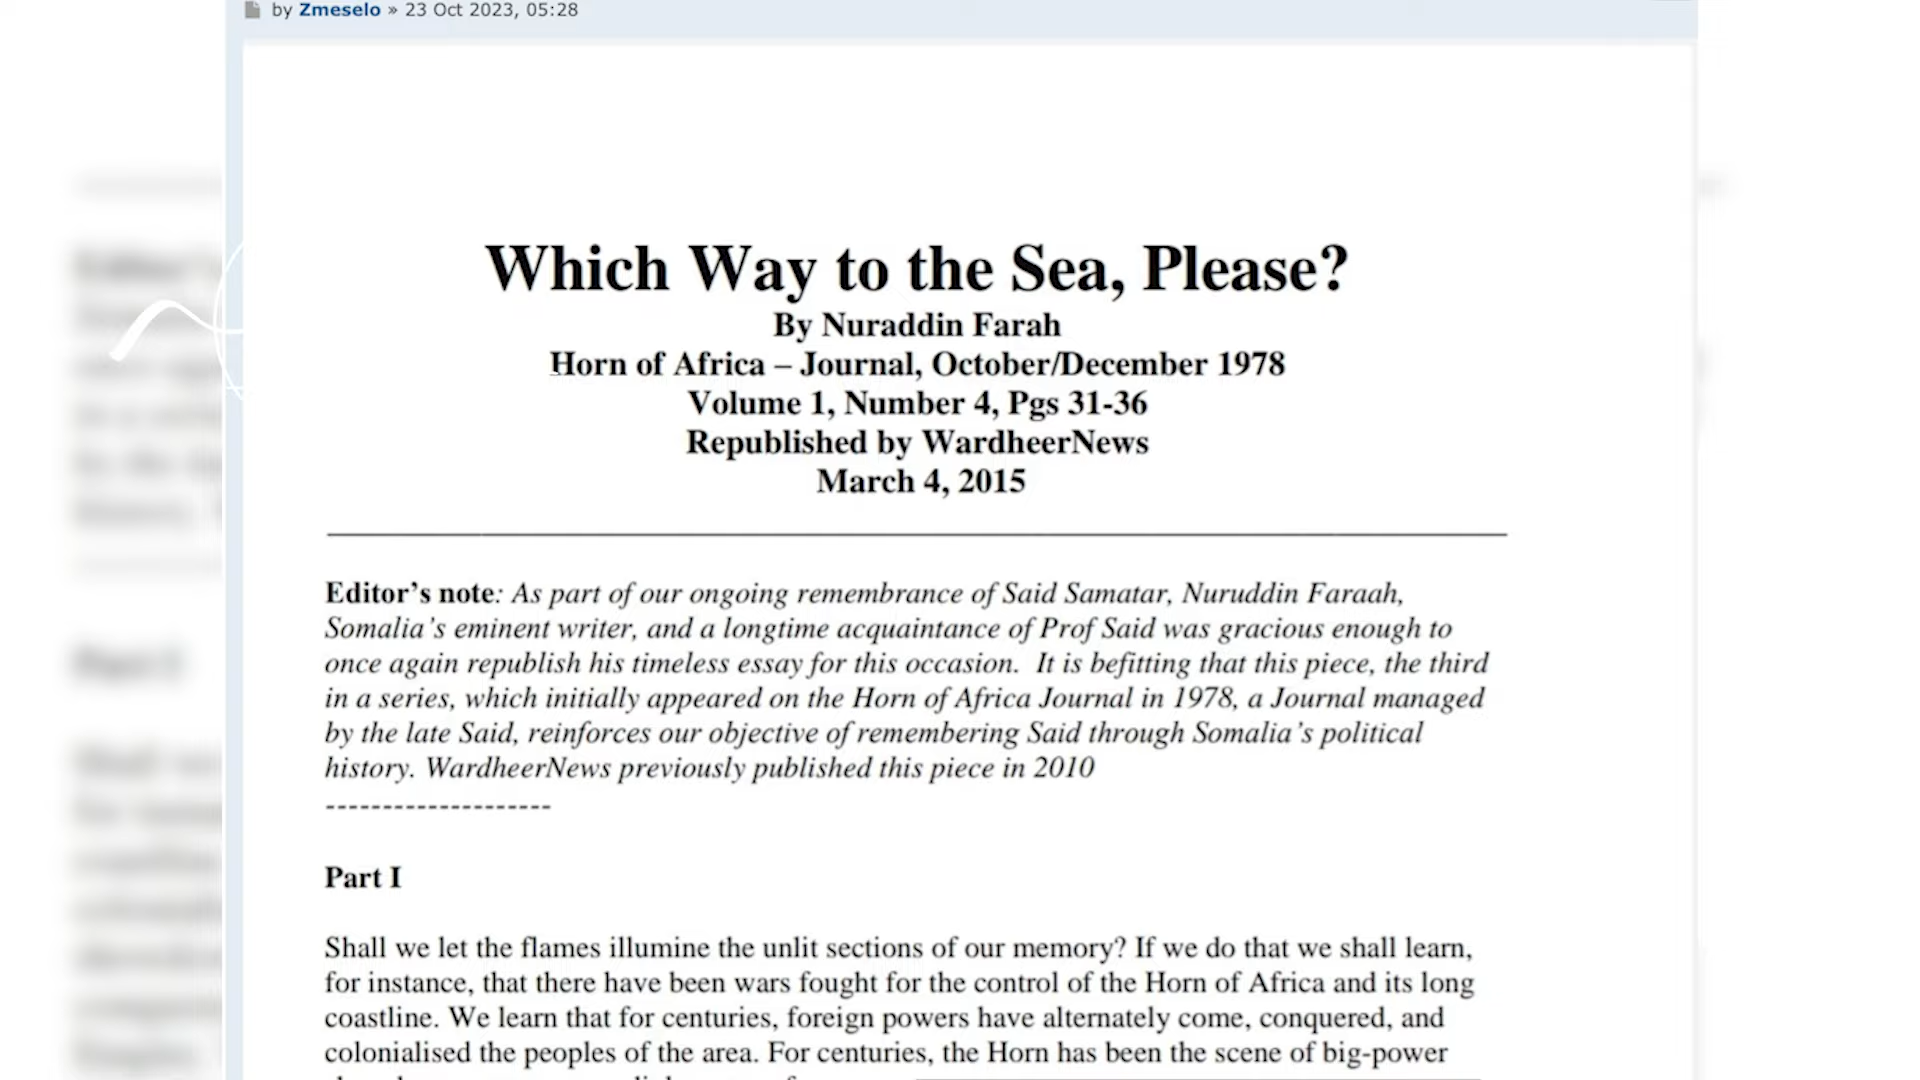 by Zmeselo » 23 Oct 2023, 05:28
Which Way to the Sea, Please?
By Nuraddin Farah
Horn of Africa – Journal, October/December 1978
Volume 1, Number 4, Pgs 31-36
Republished by WardheerNews
March 4, 2015
Editor's note: As part of our ongoing remembrance of Said Samatar, Nuruddin Faraah,
Somalia's eminent writer, and a longtime acquaintance of Prof Said was gracious enough to
once again republish his timeless essay for this occasion. It is befitting that this piece, the third
in a series, which initially appeared on the Horn of Africa Journal in 1978, a Journal managed
by the late Said, reinforces our objective of remembering Said through Somalia's political
history. WardheerNews previously published this piece in 2010
--------------------
Part I
Shall we let the flames illumine the unlit sections of our memory? If we do that we shall learn,
for instance, that there have been wars fought for the control of the Horn of Africa and its long
coastline. We learn that for centuries, foreign powers have alternately come, conquered, and
colonialised the peoples of the area. For centuries, the Horn has been the scene of big-power